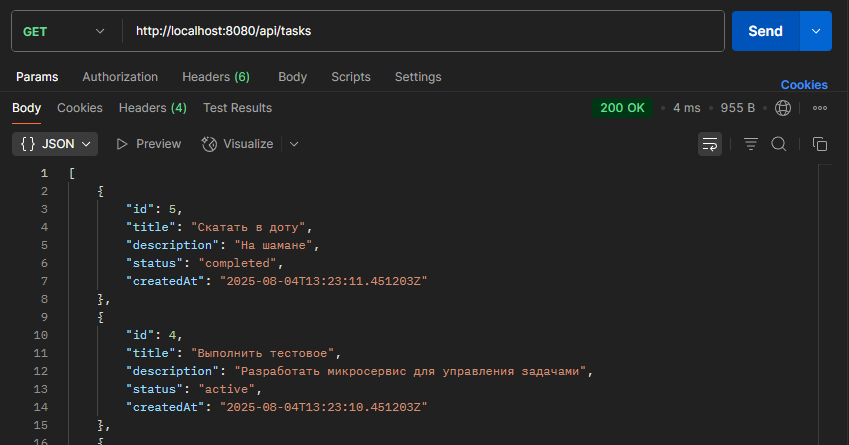 GET http://localhost:8080/api/tasks Send
Params Authorization Headers (6) Body Scripts Settings Cookies
Body Cookies Headers (4) Test Results 200 OK • 4 ms • 955 B
{} JSON Preview Visualize
1 [
2 {
3 "id": 5,
4 "title": "Скатать в доту",
5 "description": "На шамане",
6 "status": "completed",
7 "createdAt": "2025-08-04T13:23:11.451203Z"
8 },
9 {
10 "id": 4,
11 "title": "Выполнить тестовое",
12 "description": "Разработать микросервис для управления задачами",
13 "status": "active",
14 "createdAt": "2025-08-04T13:23:10.451203Z"
15 },
16 {